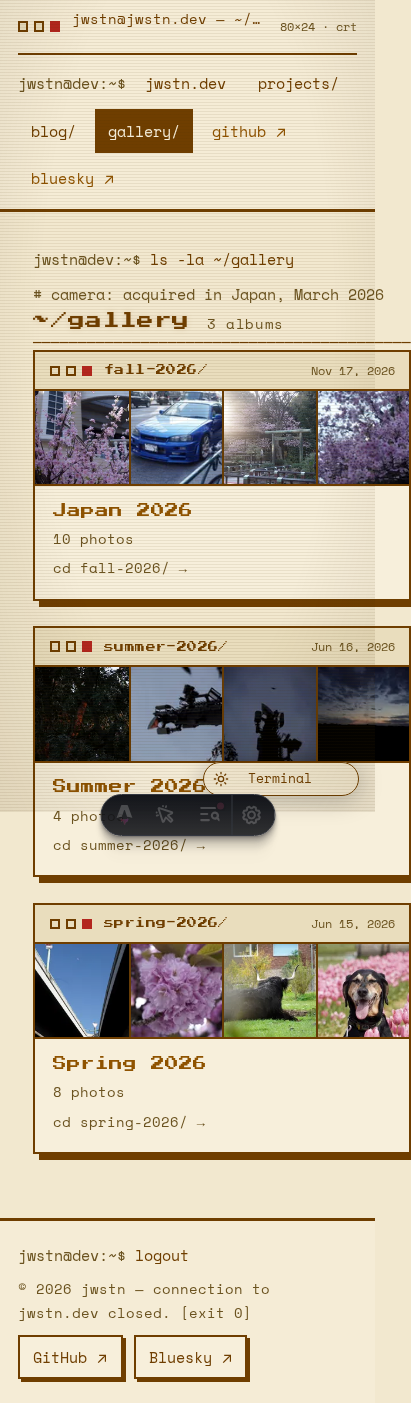 jwstn@jwstn.dev — ~/… 80×24 · crt
jwstn@dev:~$ jwstn.dev projects/
blog/ gallery/ github ↗
bluesky ↗
jwstn@dev:~$ ls -la ~/gallery
# camera: acquired in Japan, March 2026
~/gallery 3 albums
fall-2026/ Nov 17, 2026
Japan 2026
10 photos
cd fall-2026/ →
summer-2026/ Jun 16, 2026
Summer 2026
Terminal
4 photos
cd summer-2026/ →
spring-2026/ Jun 15, 2026
Spring 2026
8 photos
cd spring-2026/ →
jwstn@dev:~$ logout
© 2026 jwstn — connection to
jwstn.dev closed. [exit 0]
GitHub ↗ Bluesky ↗